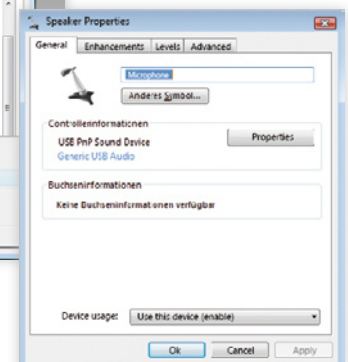 Speaker Properties
General Enhancements Levels Advanced
Microphone
Anderes Symbol...
Controllerinformationen
USB PnP Sound Device
Generic USB Audio
Properties
Buchseninformationen
Keine Buchseninformationen verfügbar
Device usage: Use this device (enable)
Ok Cancel Apply